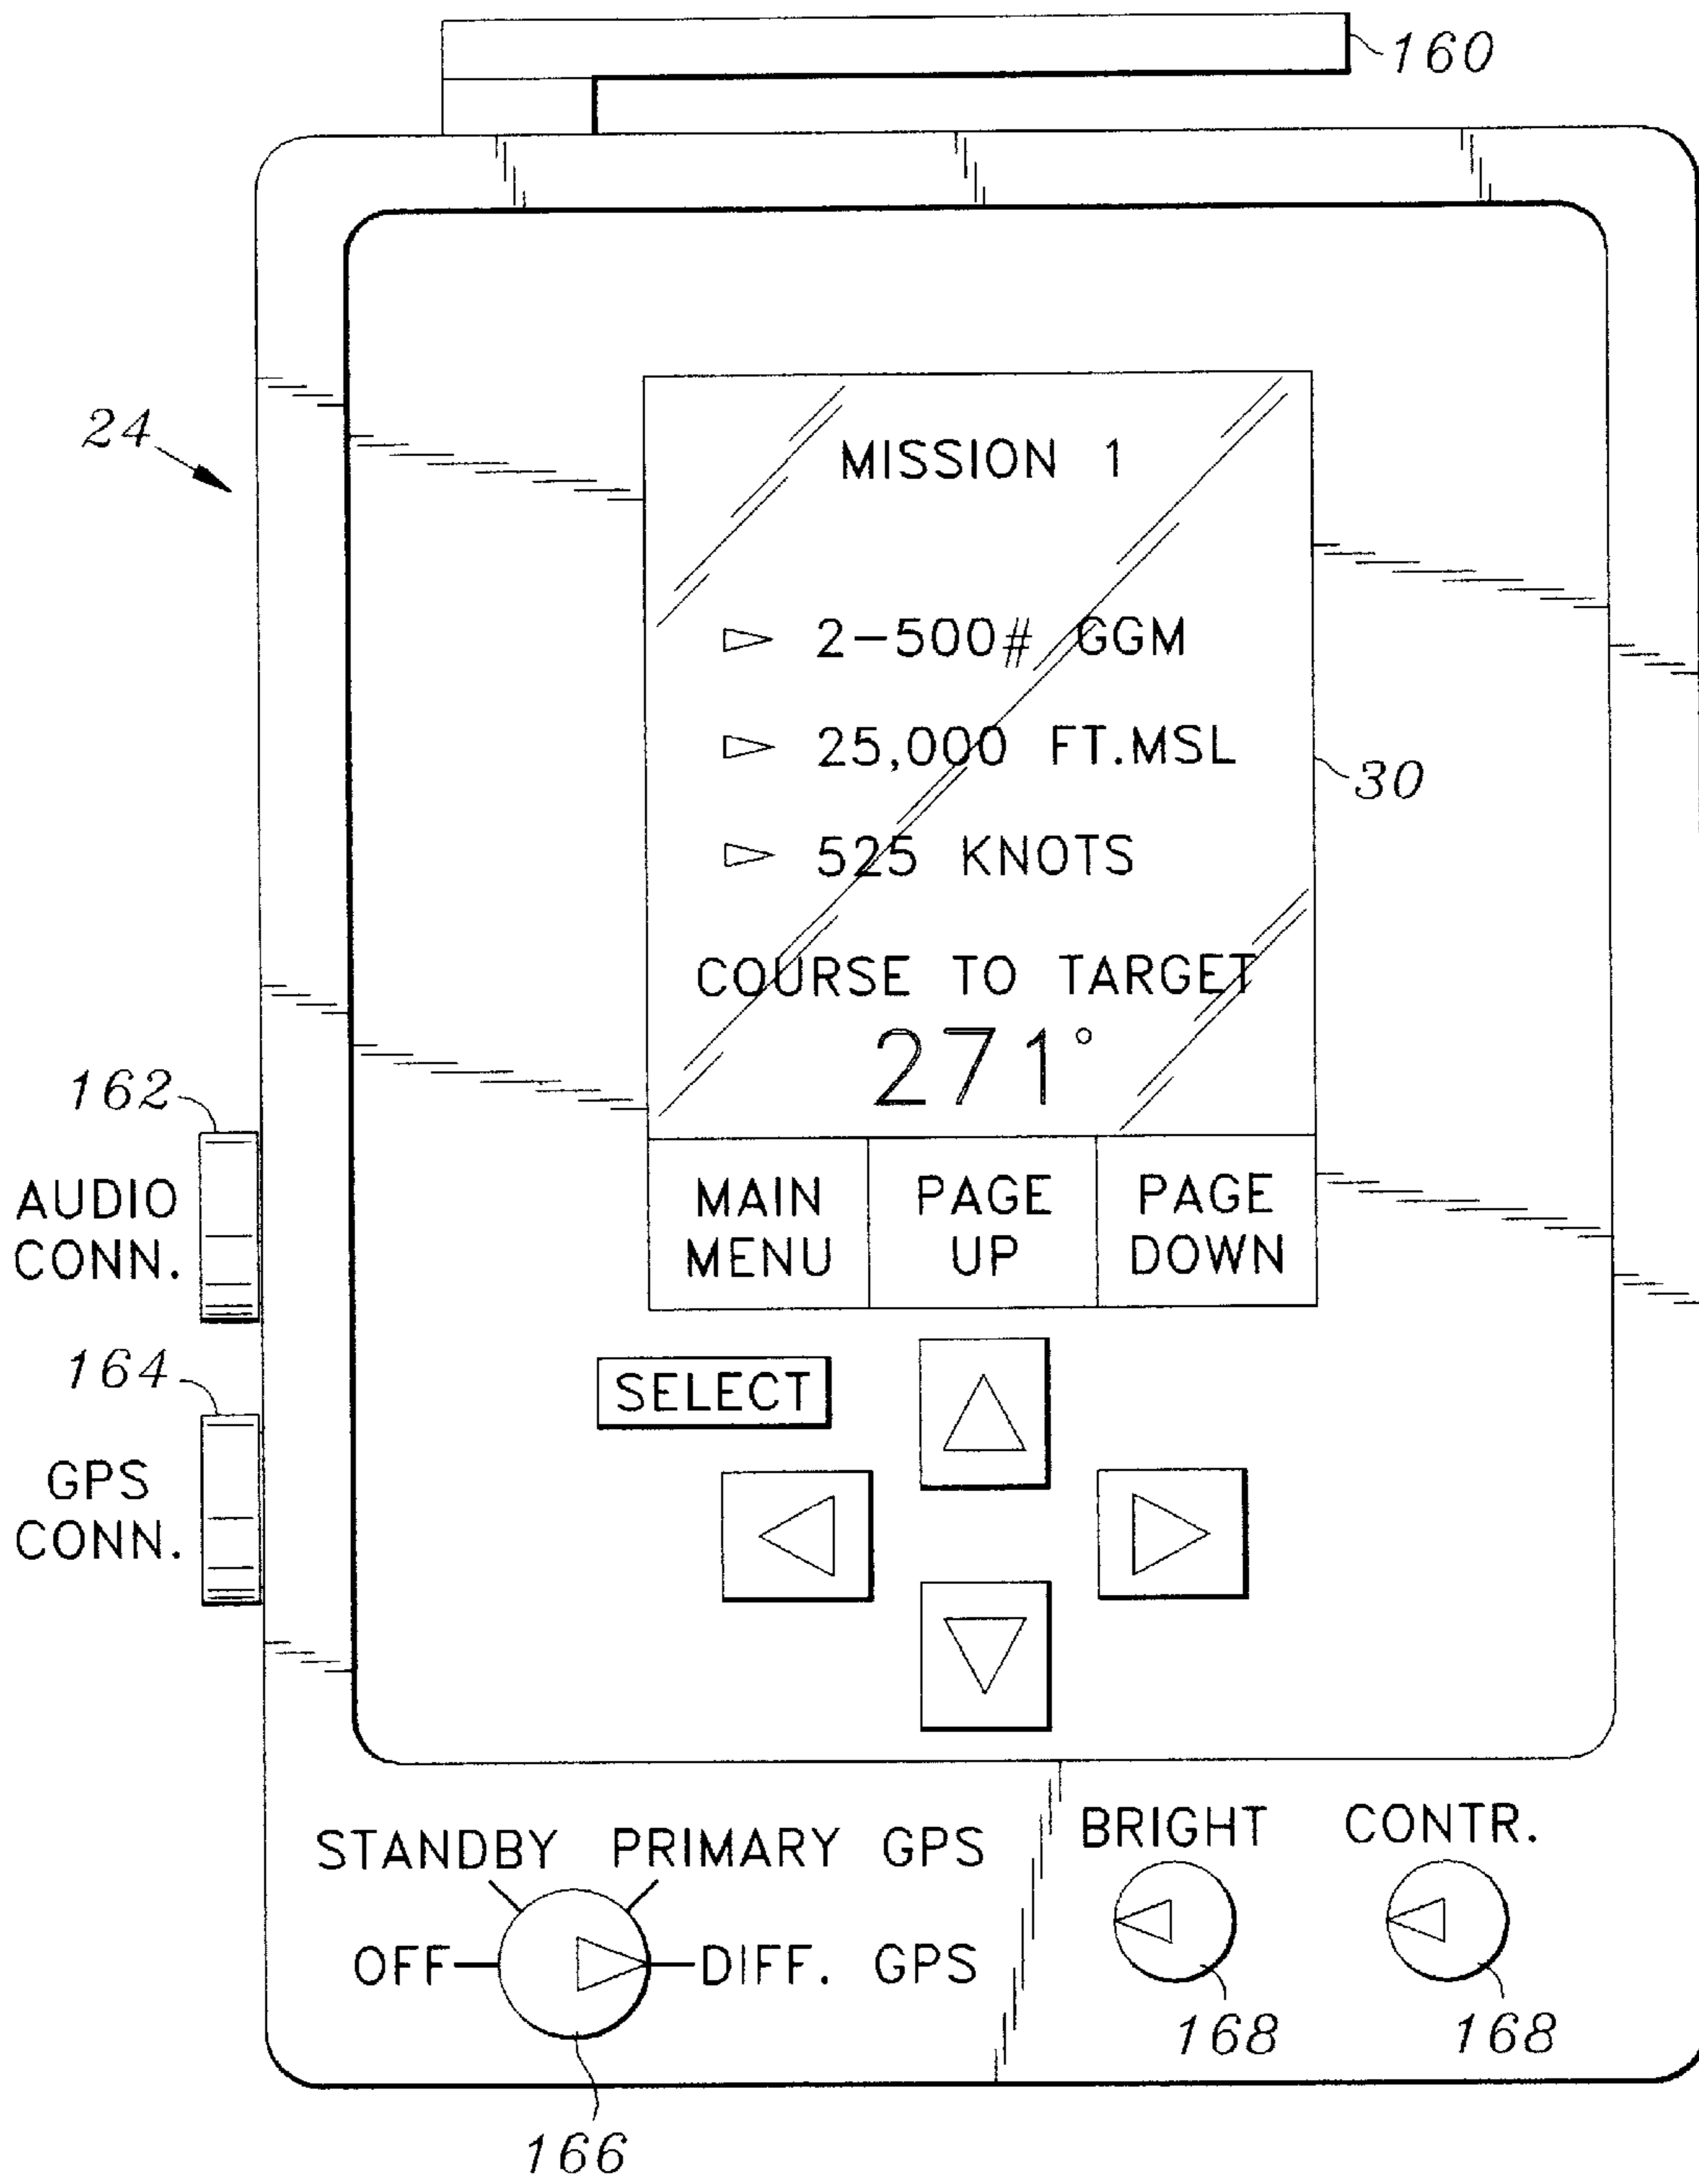 160
24
MISSION 1
2-500# GGM
25,000 FT.MSL
30
525 KNOTS
COURSE TO TARGET
271°
162
AUDIO
CONN.
MAIN
MENU
PAGE
UP
PAGE
DOWN
164
GPS
CONN.
SELECT
STANDBY PRIMARY GPS
OFF DIFF. GPS
166
BRIGHT CONTR.
168 168